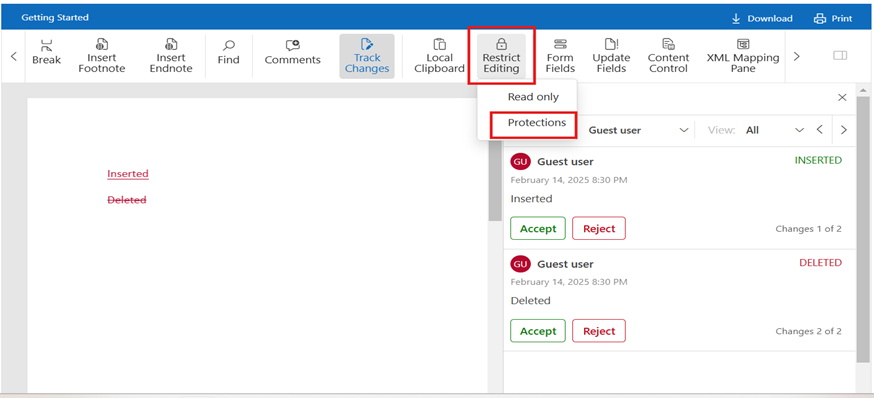 Getting Started
Download
Print
Break
Insert
Footnote
Insert
Endnote
Find
Comments
Track
Changes
Local
Clipboard
Restrict
Editing
Form
Fields
Update
Fields
Content
Control
XML Mapping
Pane
Read only
Protections
Guest user
View: All
Inserted
Deleted
GU Guest user INSERTED
February 14, 2025 8:30 PM
Inserted
Accept Reject Changes 1 of 2
GU Guest user DELETED
February 14, 2025 8:30 PM
Deleted
Accept Reject Changes 2 of 2